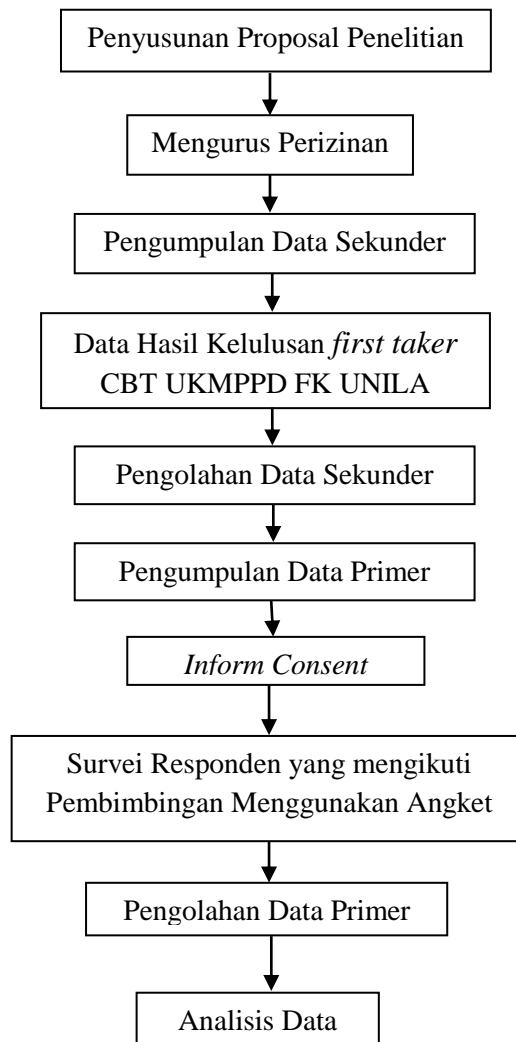 Penyusunan Proposal Penelitian
Mengurus Perizinan
Pengumpulan Data Sekunder
Data Hasil Kelulusan first taker
CBT UKMPPD FK UNILA
Pengolahan Data Sekunder
Pengumpulan Data Primer
Inform Consent
Survei Responden yang mengikuti
Pembimbingan Menggunakan Angket
Pengolahan Data Primer
Analisis Data